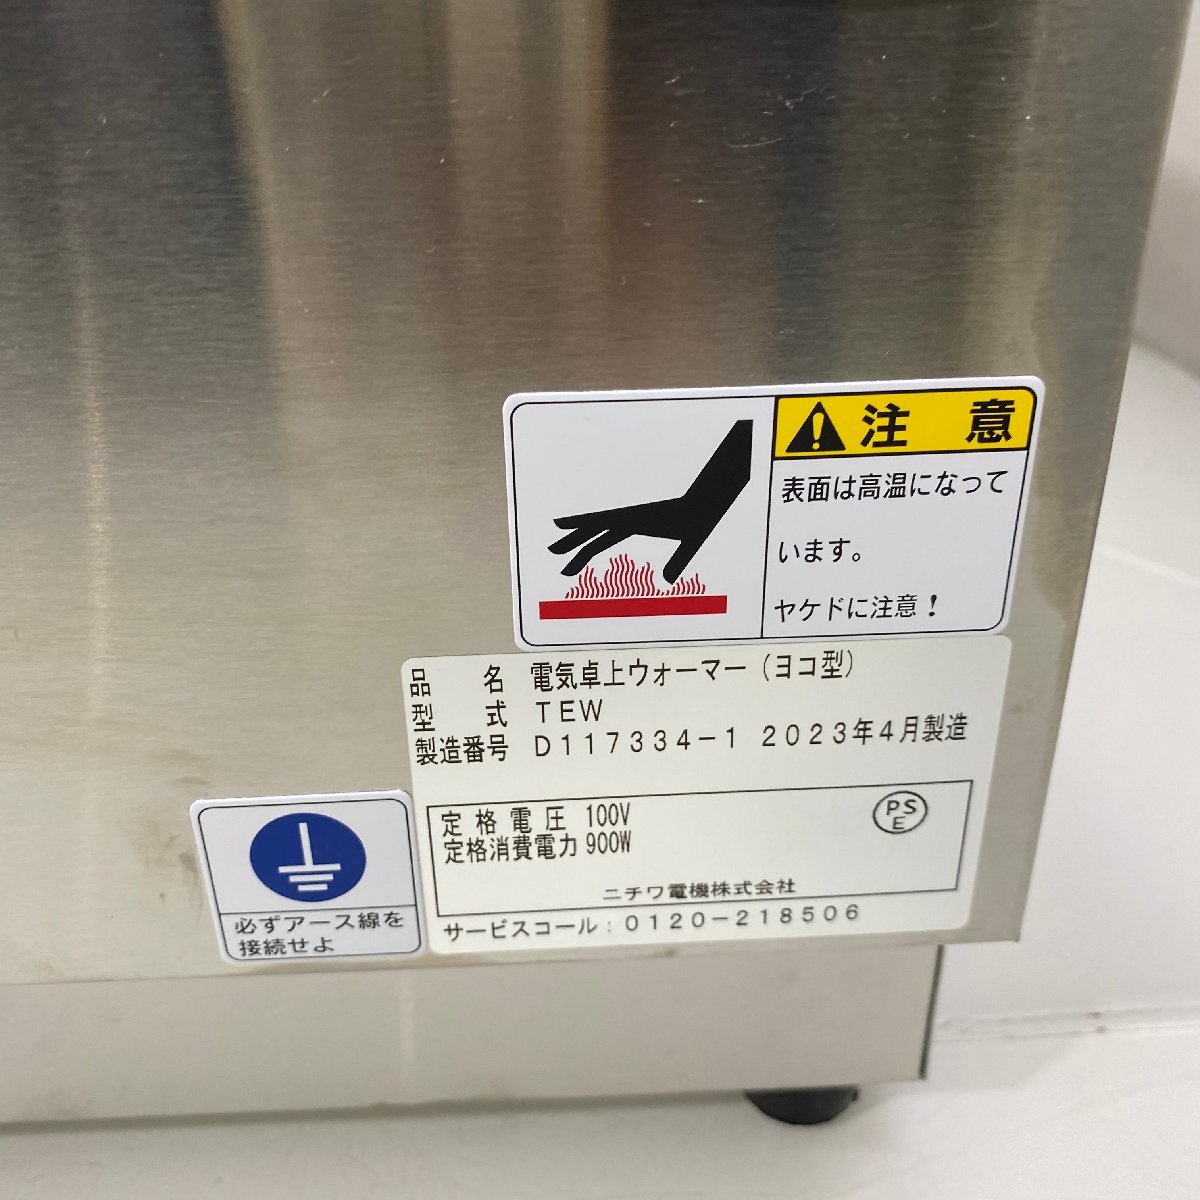 注 意
表面は高温になって
います。
ヤケドに注意！
品 名 電気卓上ウォーマー（ヨコ型）
型 式 TEW
製造番号 D117334-1 2023年4月製造
定格電圧 100V
定格消費電力 900W
PS
E
ニチワ電機株式会社
サービスコール：0120-218506
必ずアース線を
接続せよ